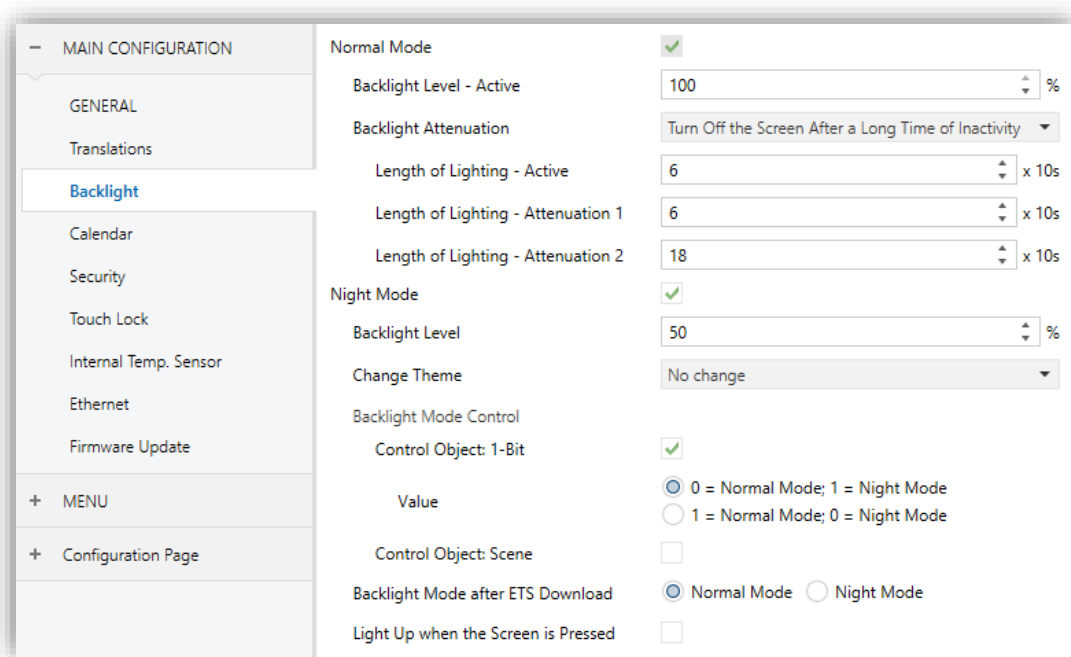 MAIN CONFIGURATION
GENERAL
Translations
Backlight
Calendar
Security
Touch Lock
Internal Temp. Sensor
Ethernet
Firmware Update
MENU
Configuration Page
Normal Mode
Backlight Level - Active 100 %
Backlight Attenuation Turn Off the Screen After a Long Time of Inactivity
Length of Lighting - Active 6 x 10s
Length of Lighting - Attenuation 1 6 x 10s
Length of Lighting - Attenuation 2 18 x 10s
Night Mode
Backlight Level 50 %
Change Theme No change
Backlight Mode Control
Control Object: 1-Bit
Value 0 = Normal Mode; 1 = Night Mode
1 = Normal Mode; 0 = Night Mode
Control Object: Scene
Backlight Mode after ETS Download Normal Mode Night Mode
Light Up when the Screen is Pressed